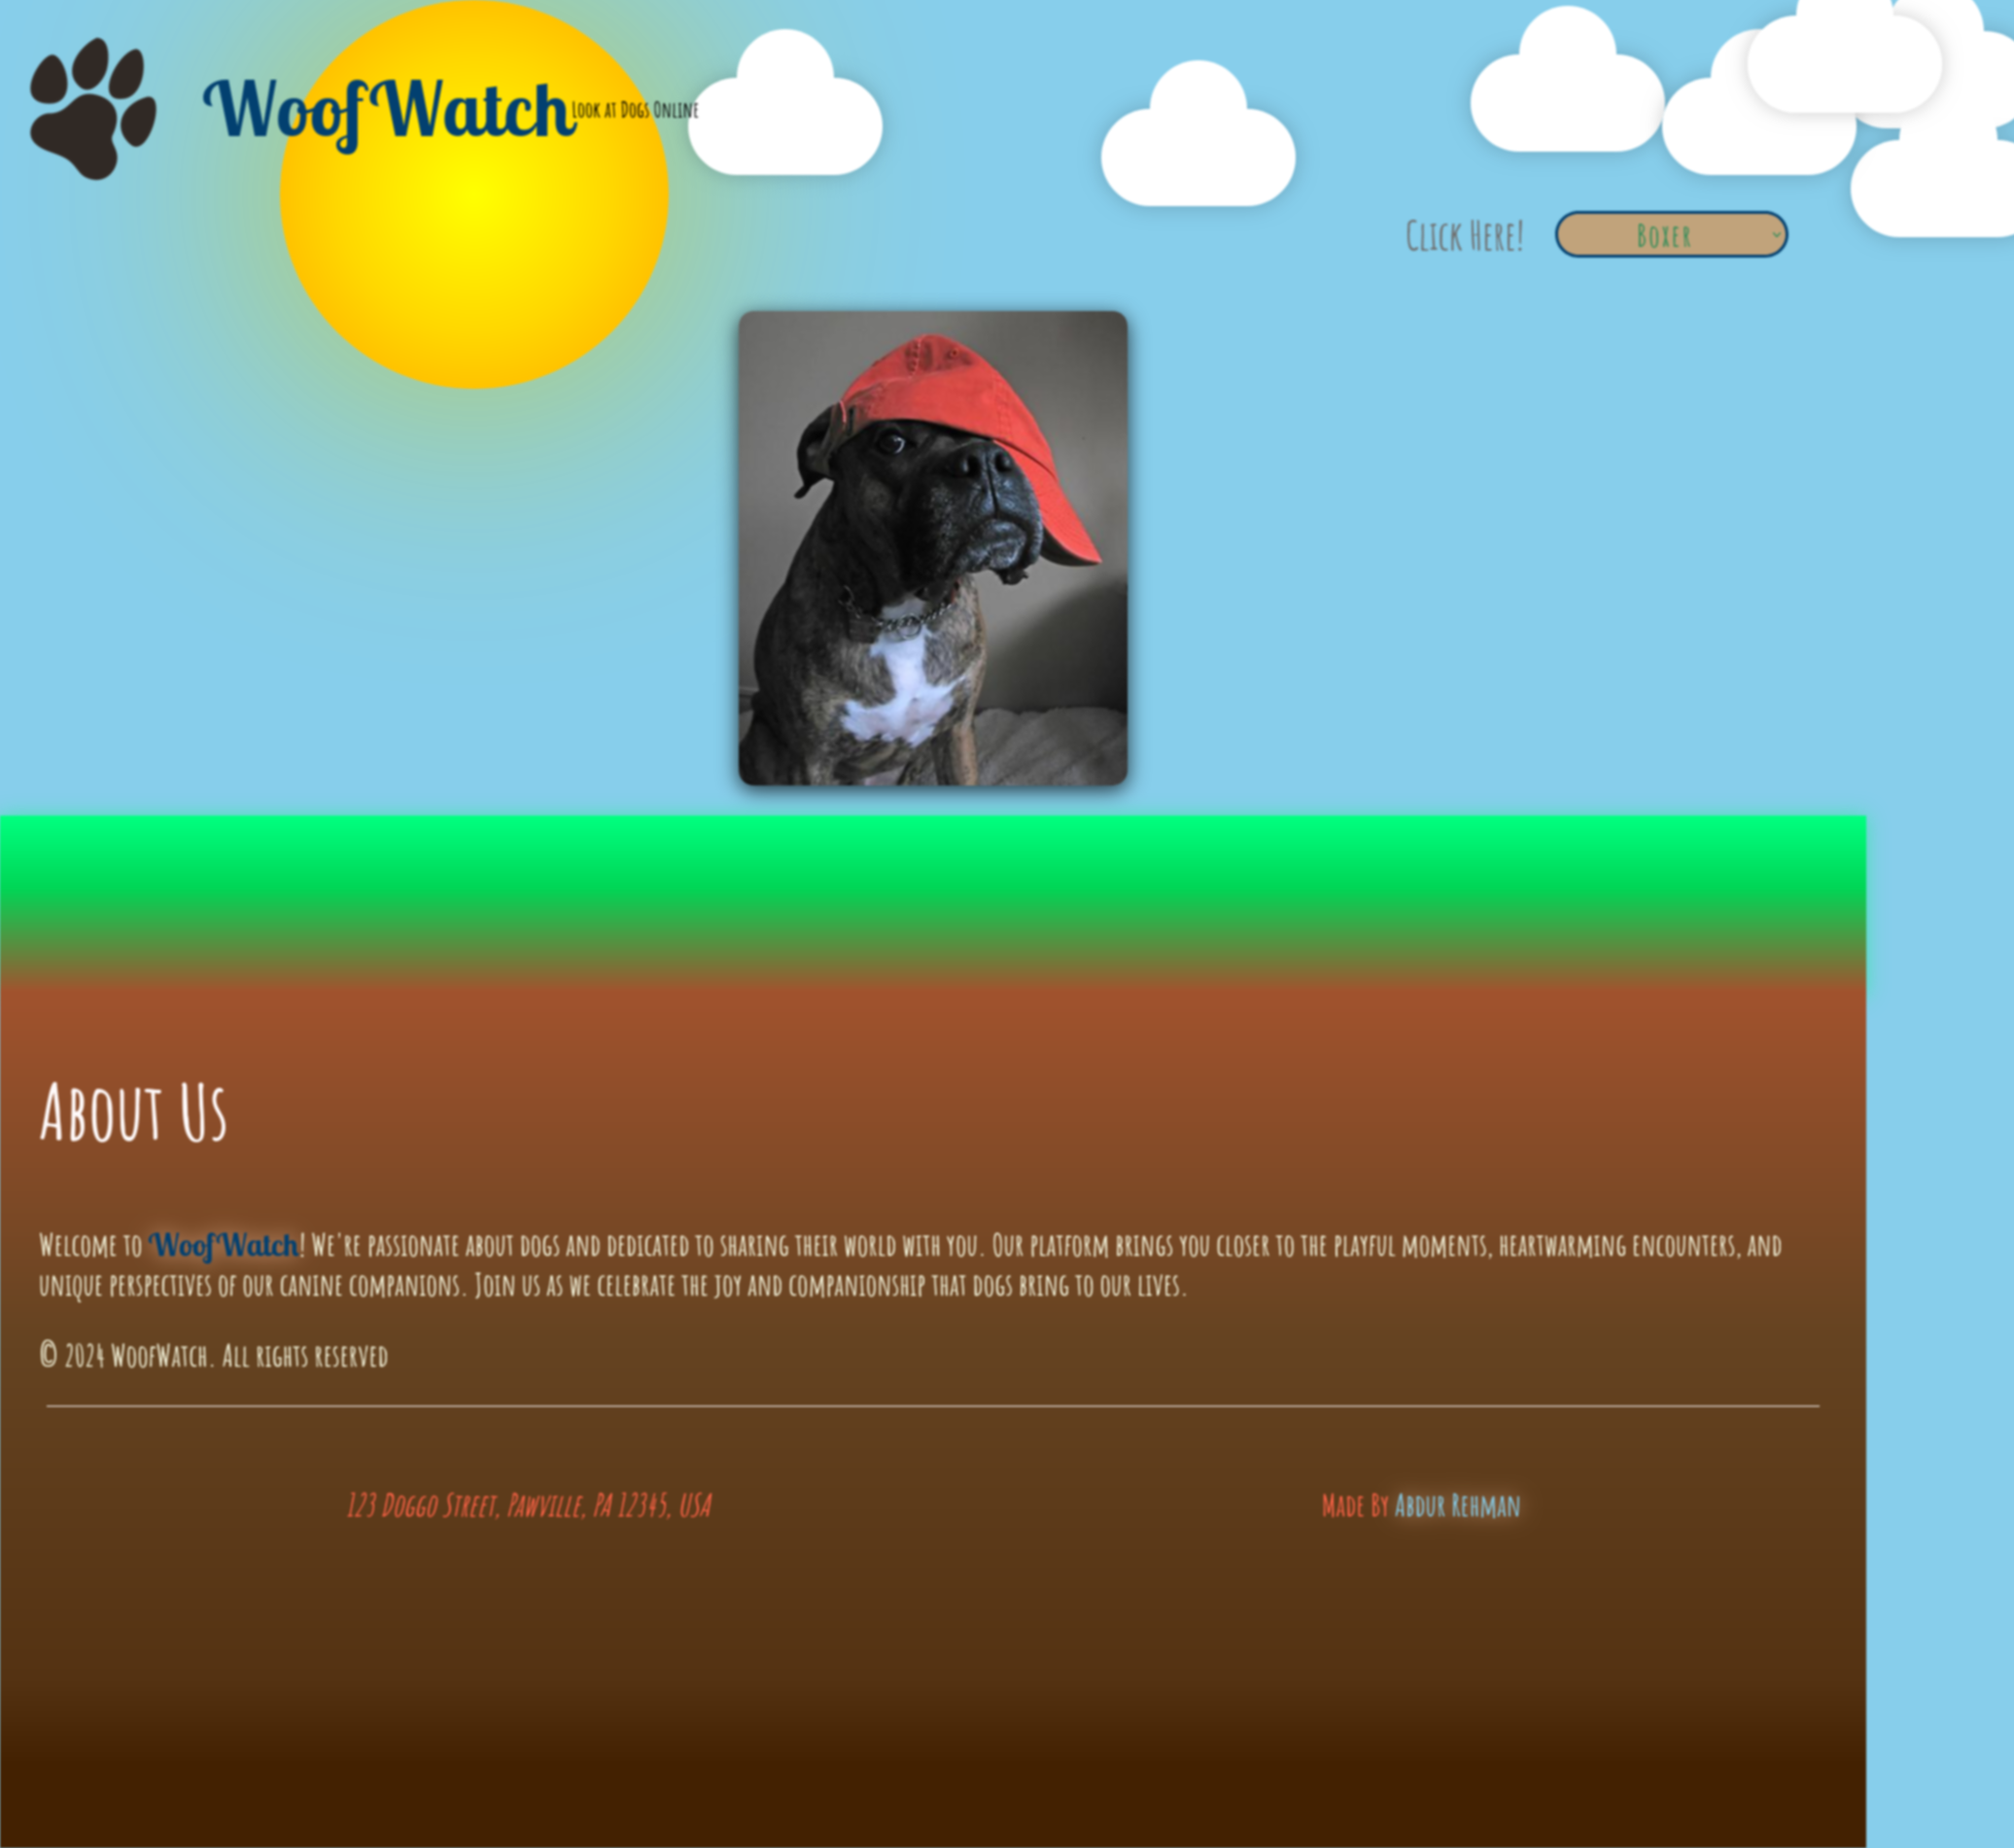 WoofWatch
Look at Dogs Online
Click Here!
Boxer
About Us
Welcome to WoofWatch! We're passionate about dogs and dedicated to sharing their world with you. Our platform brings you closer to the playful moments, heartwarming encounters, and
unique perspectives of our canine companions. Join us as we celebrate the joy and companionship that dogs bring to our lives.
© 2024 WoofWatch. All rights reserved
123 Doggo Street, Pawville, PA 12345, USA
Made By Abdur Rehman